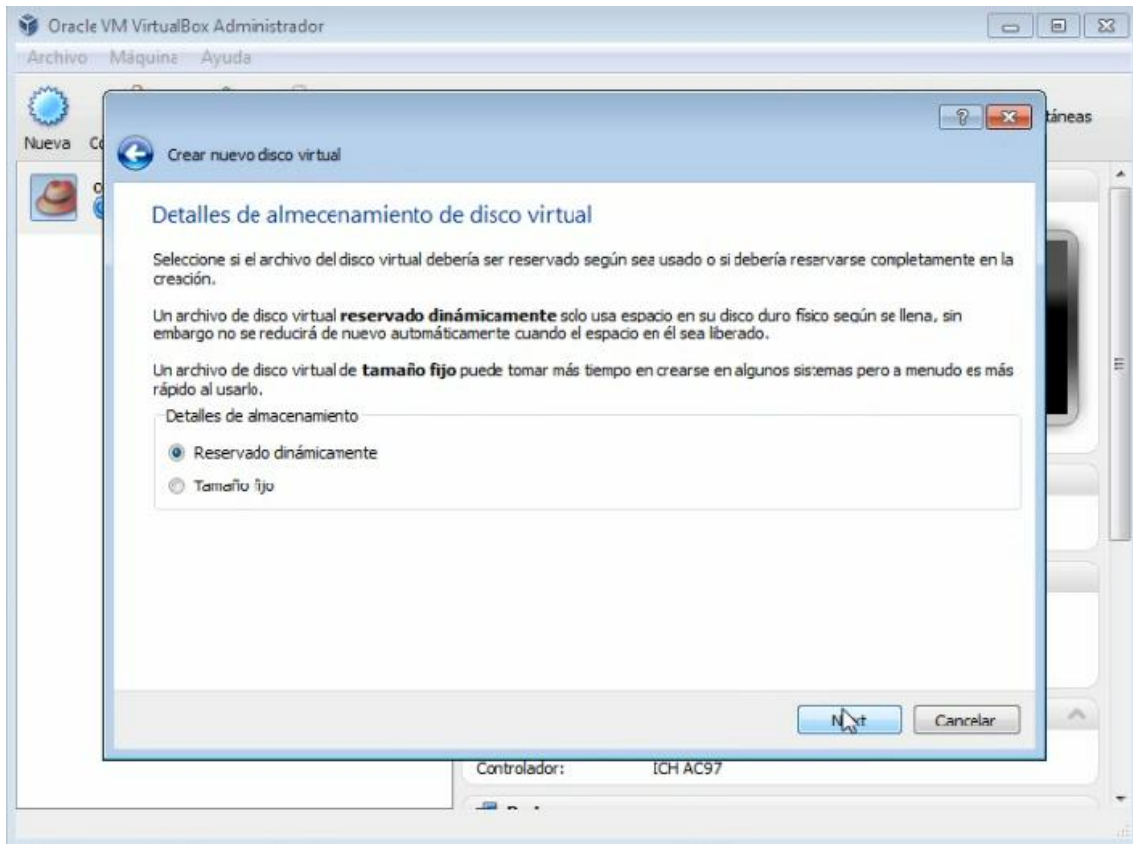 Oracle VM VirtualBox Administrador
Archivo Máquina Ayuda
Nueva
táneas
Crear nuevo disco virtual
Detalles de almecenamiento de disco virtual
Seleccione si el archivo del disco virtual debería ser reservado según sea usado o si debería reservarse completamente en la
creación.
Un archivo de disco virtual reservado dinámicamente solo usa espacio en su disco duro físico según se llena, sin
embargo no se reducirá de nuevo automáticamente cuando el espacio en él sea liberado.
Un archivo de disco virtual de tamaño fijo puede tomar más tiempo en crearse en algunos sistemas pero a menudo es más
rápido al usarlo.
Detalles de almacenamiento
Reservado dinámicamente
Tamaño fijo
Next Cancelar
Controlador: ICH AC97